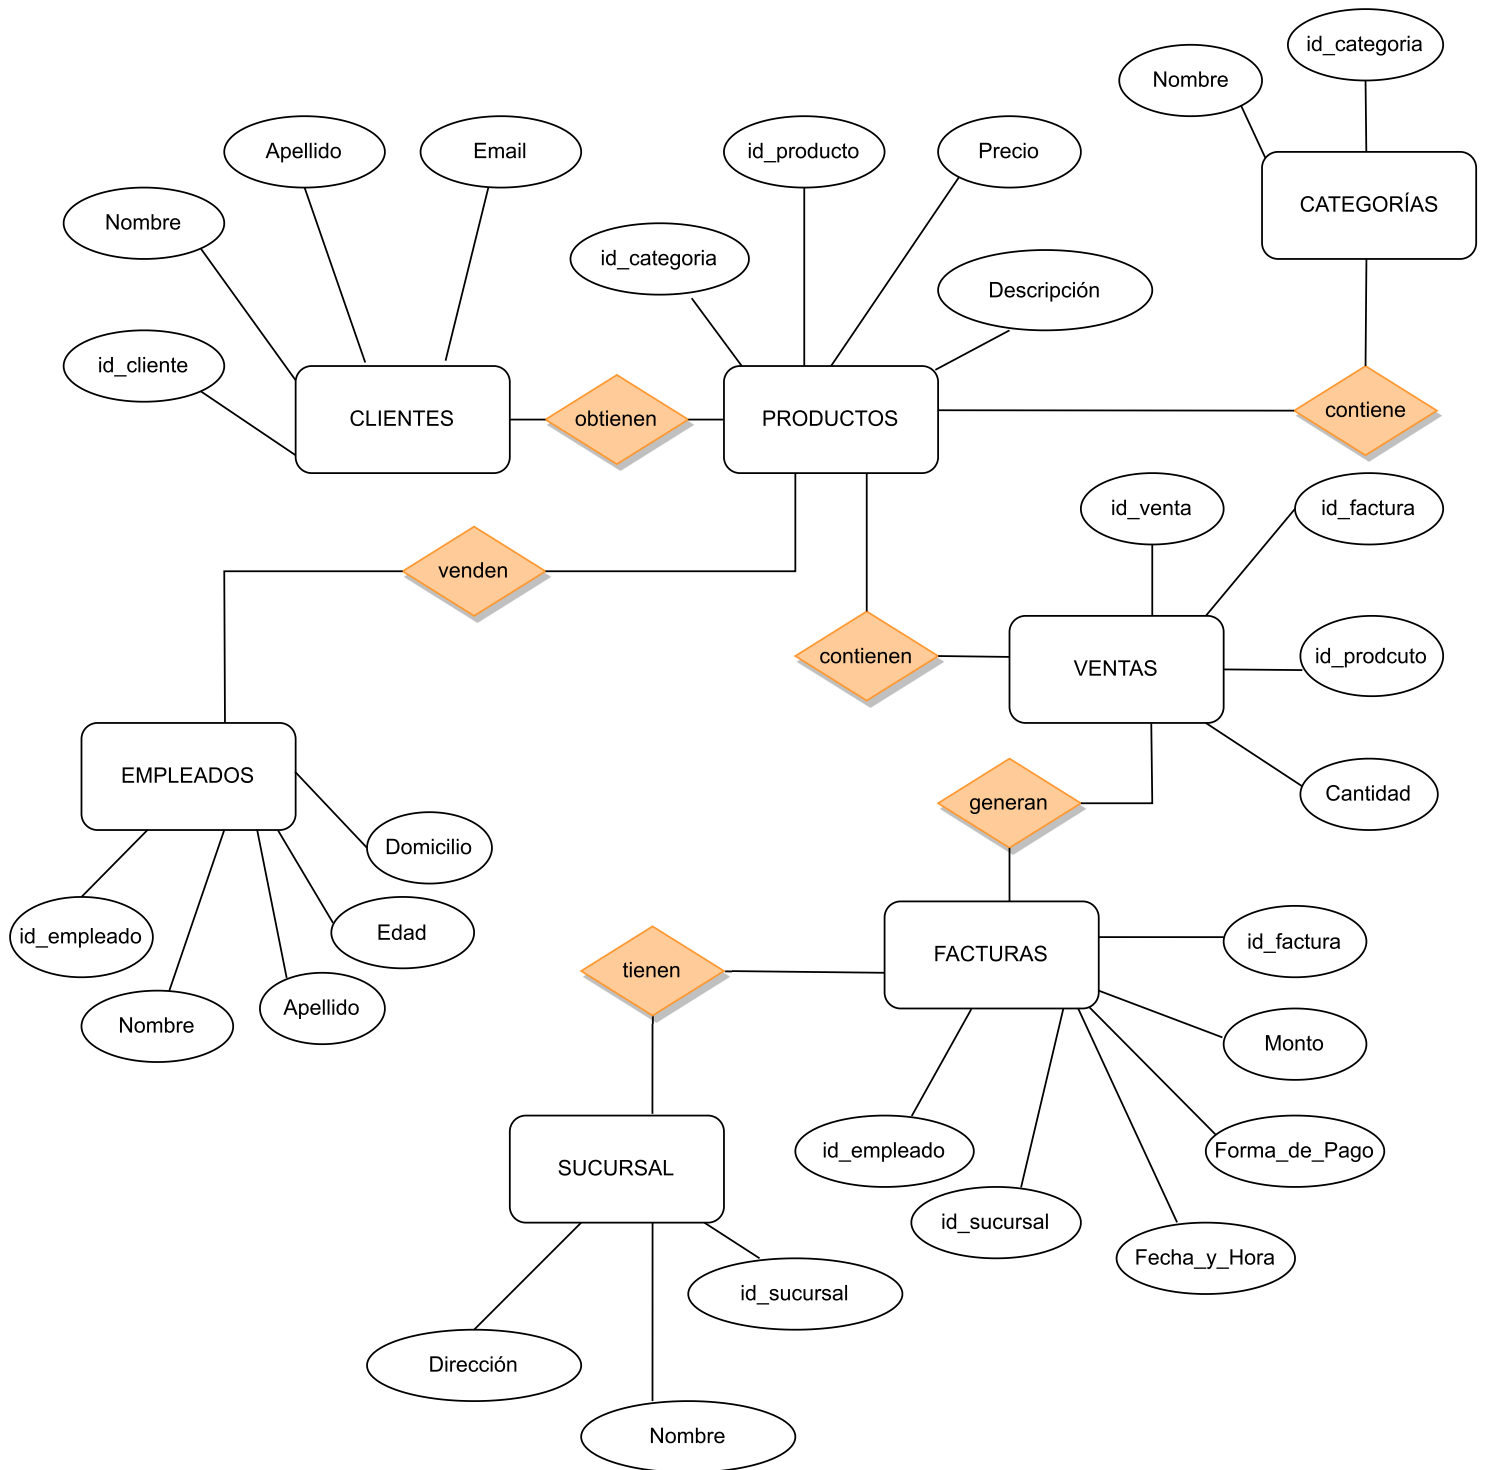 id_categoria
Nombre
Apellido
Email
id_producto
Precio
CATEGORÍAS
Nombre
id_categoria
Descripción
id_cliente
CLIENTES
obtienen
PRODUCTOS
contiene
id_venta
id_factura
venden
contienen
VENTAS
id_prodcuto
EMPLEADOS
generan
Cantidad
Domicilio
id_empleado
Edad
FACTURAS
id_factura
tienen
Nombre
Apellido
Monto
id_empleado
Forma_de_Pago
SUCURSAL
id_sucursal
Fecha_y_Hora
id_sucursal
Dirección
Nombre